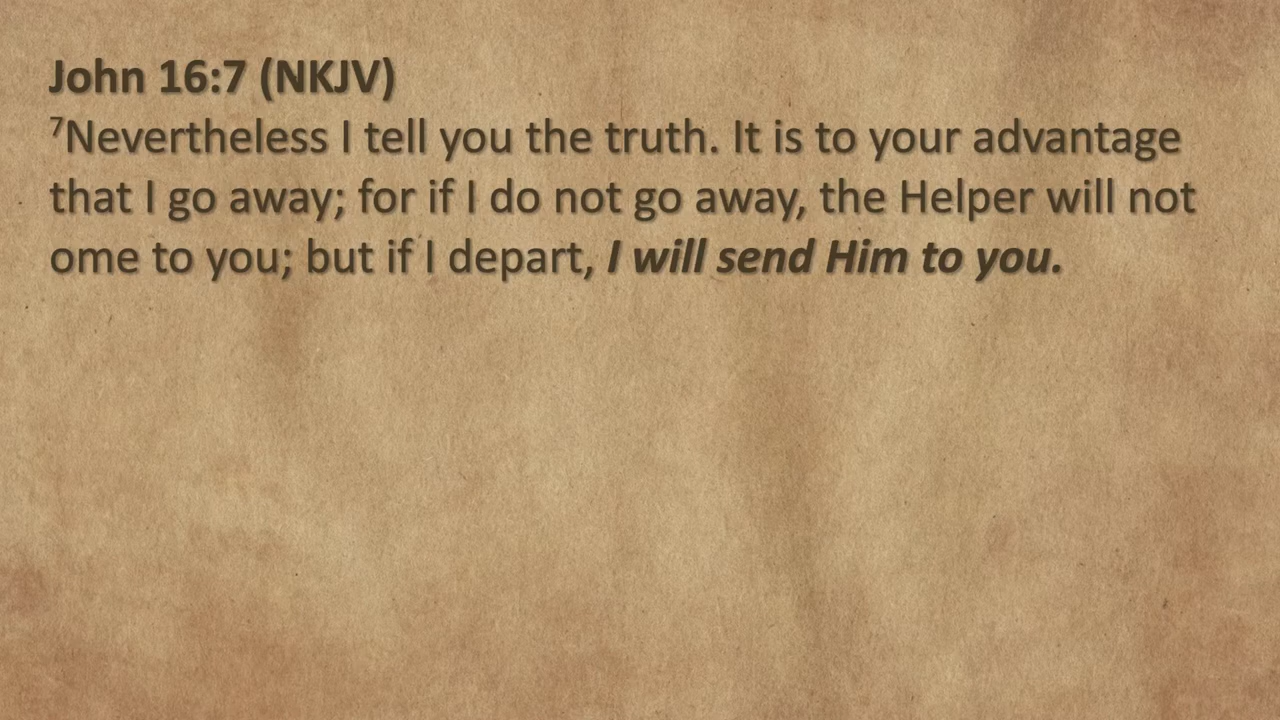 John 16:7 (NKJV)
⁷Nevertheless I tell you the truth. It is to your advantage
that I go away; for if I do not go away, the Helper will not
ome to you; but if I depart, I will send Him to you.